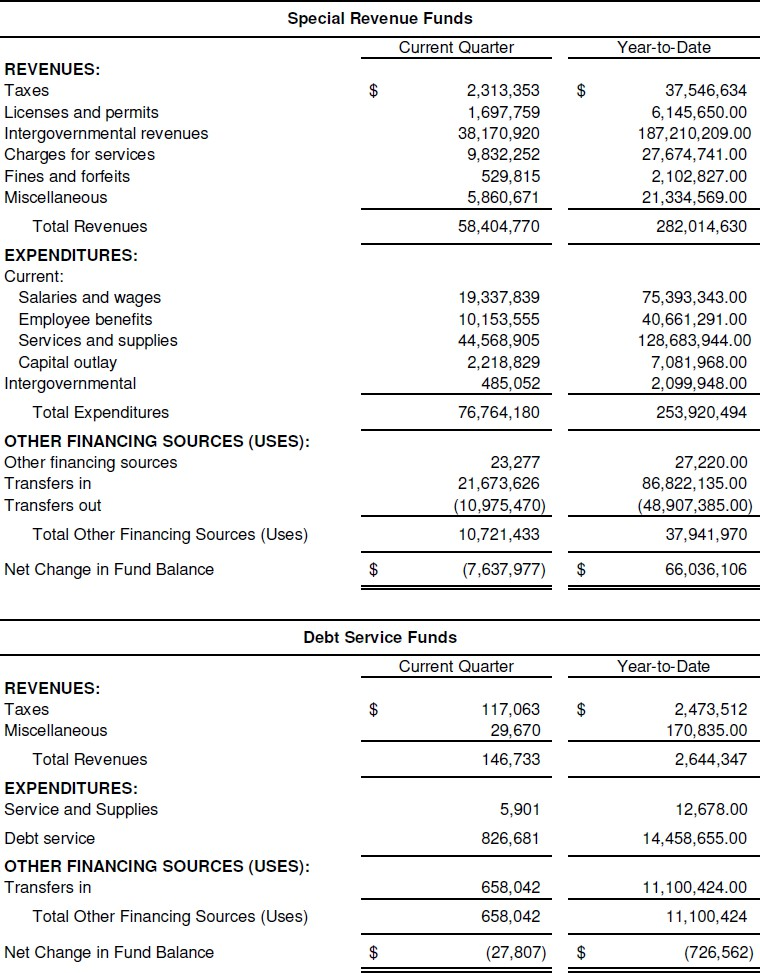 Special Revenue Funds
Current Quarter Year-to-Date
REVENUES:
Taxes $ 2,313,353 $ 37,546,634
Licenses and permits 1,697,759 6,145,650.00
Intergovernmental revenues 38,170,920 187,210,209.00
Charges for services 9,832,252 27,674,741.00
Fines and forfeits 529,815 2,102,827.00
Miscellaneous 5,860,671 21,334,569.00
Total Revenues 58,404,770 282,014,630
EXPENDITURES:
Current:
Salaries and wages 19,337,839 75,393,343.00
Employee benefits 10,153,555 40,661,291.00
Services and supplies 44,568,905 128,683,944.00
Capital outlay 2,218,829 7,081,968.00
Intergovernmental 485,052 2,099,948.00
Total Expenditures 76,764,180 253,920,494
OTHER FINANCING SOURCES (USES):
Other financing sources 23,277 27,220.00
Transfers in 21,673,626 86,822,135.00
Transfers out (10,975,470) (48,907,385.00)
Total Other Financing Sources (Uses) 10,721,433 37,941,970
Net Change in Fund Balance $ (7,637,977) $ 66,036,106
Debt Service Funds
Current Quarter Year-to-Date
REVENUES:
Taxes $ 117,063 $ 2,473,512
Miscellaneous 29,670 170,835.00
Total Revenues 146,733 2,644,347
EXPENDITURES:
Service and Supplies 5,901 12,678.00
Debt service 826,681 14,458,655.00
OTHER FINANCING SOURCES (USES):
Transfers in 658,042 11,100,424.00
Total Other Financing Sources (Uses) 658,042 11,100,424
Net Change in Fund Balance $ (27,807) $ (726,562)